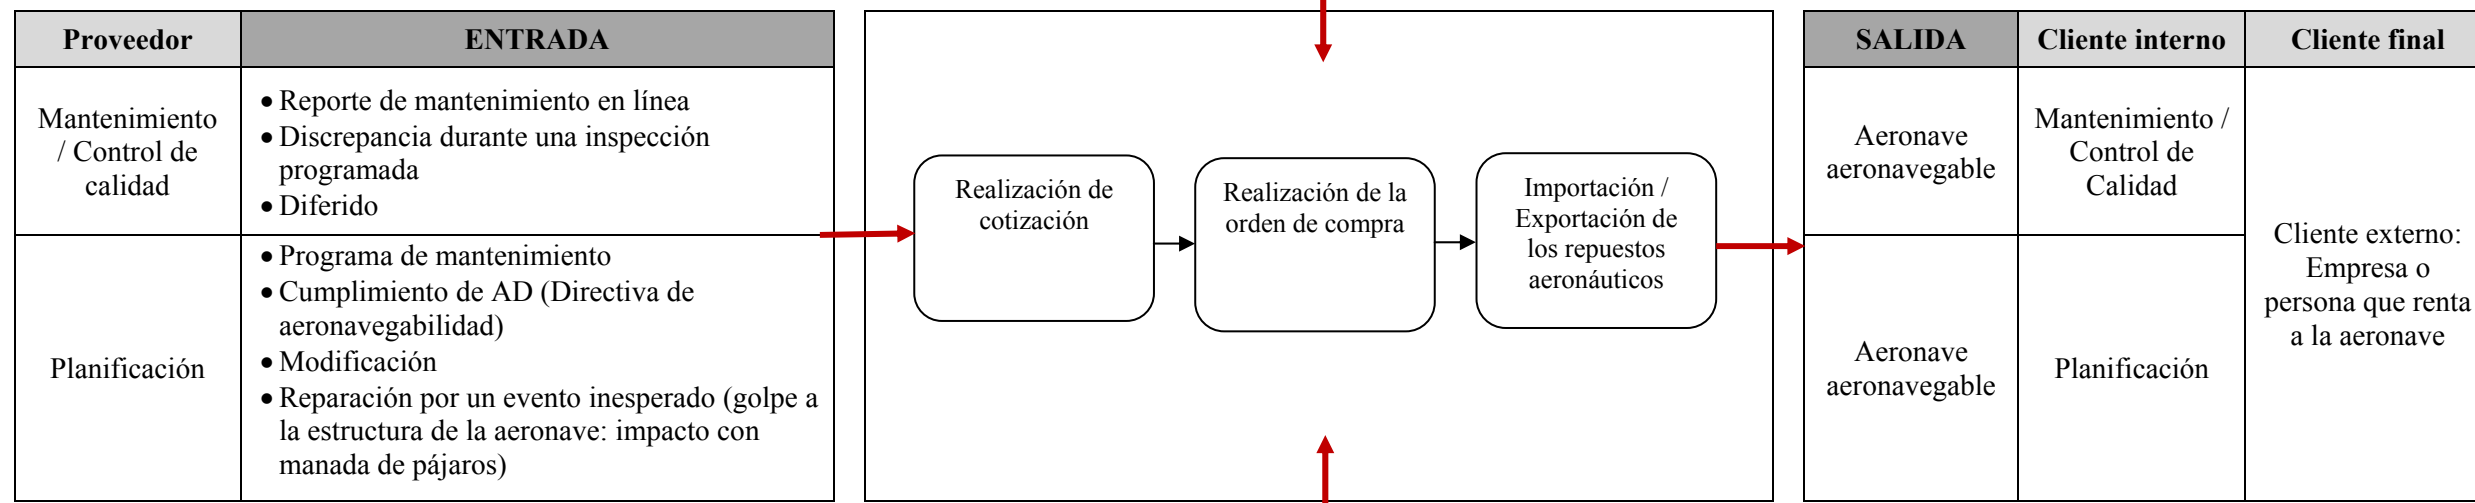 Proveedor
ENTRADA
Mantenimiento
/ Control de
calidad
• Reporte de mantenimiento en línea
• Discrepancia durante una inspección
programada
• Diferido
Planificación
• Programa de mantenimiento
• Cumplimiento de AD (Directiva de
aeronavegabilidad)
• Modificación
• Reparación por un evento inesperado (golpe a
la estructura de la aeronave: impacto con
manada de pájaros)
Realización de
cotización
Realización de la
orden de compra
Importación /
Exportación de
los repuestos
aeronáuticos
SALIDA
Cliente interno
Cliente final
Aeronave
aeronavegable
Mantenimiento /
Control de
Calidad
Aeronave
aeronavegable
Planificación
Cliente externo:
Empresa o
persona que renta
a la aeronave